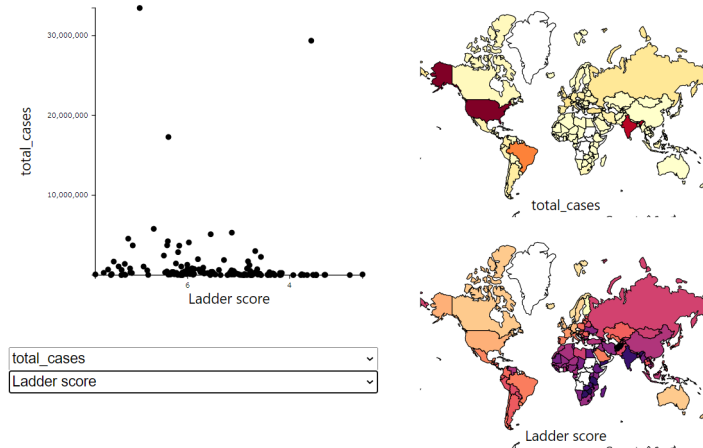 30,000,000
20,000,000
10,000,000
total_cases
6
4
Ladder score
total_cases
Ladder score
total_cases
Ladder score